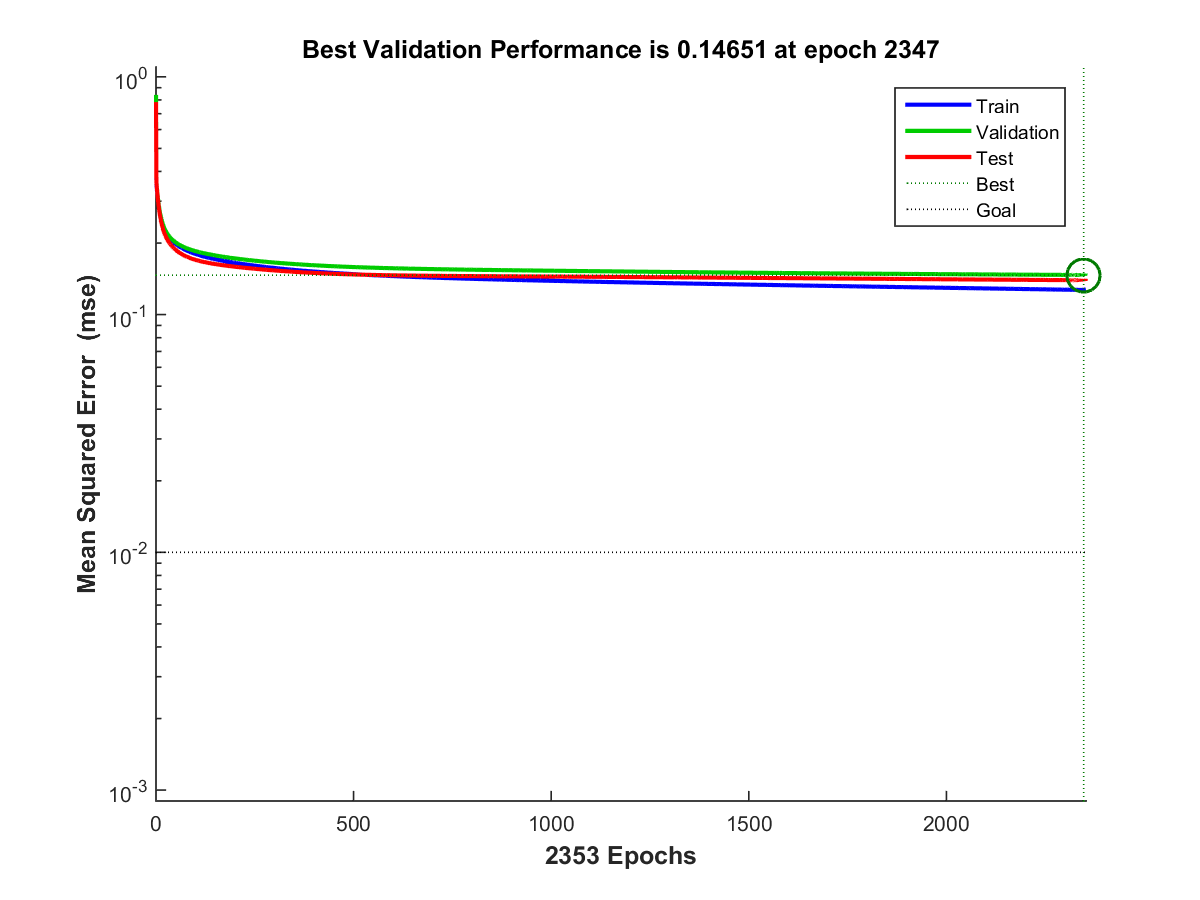 Best Validation Performance is 0.14651 at epoch 2347
10^0
10^-1
10^-2
10^-3
Mean Squared Error (mse)
Train
Validation
Test
Best
Goal
0 500 1000 1500 2000
2353 Epochs